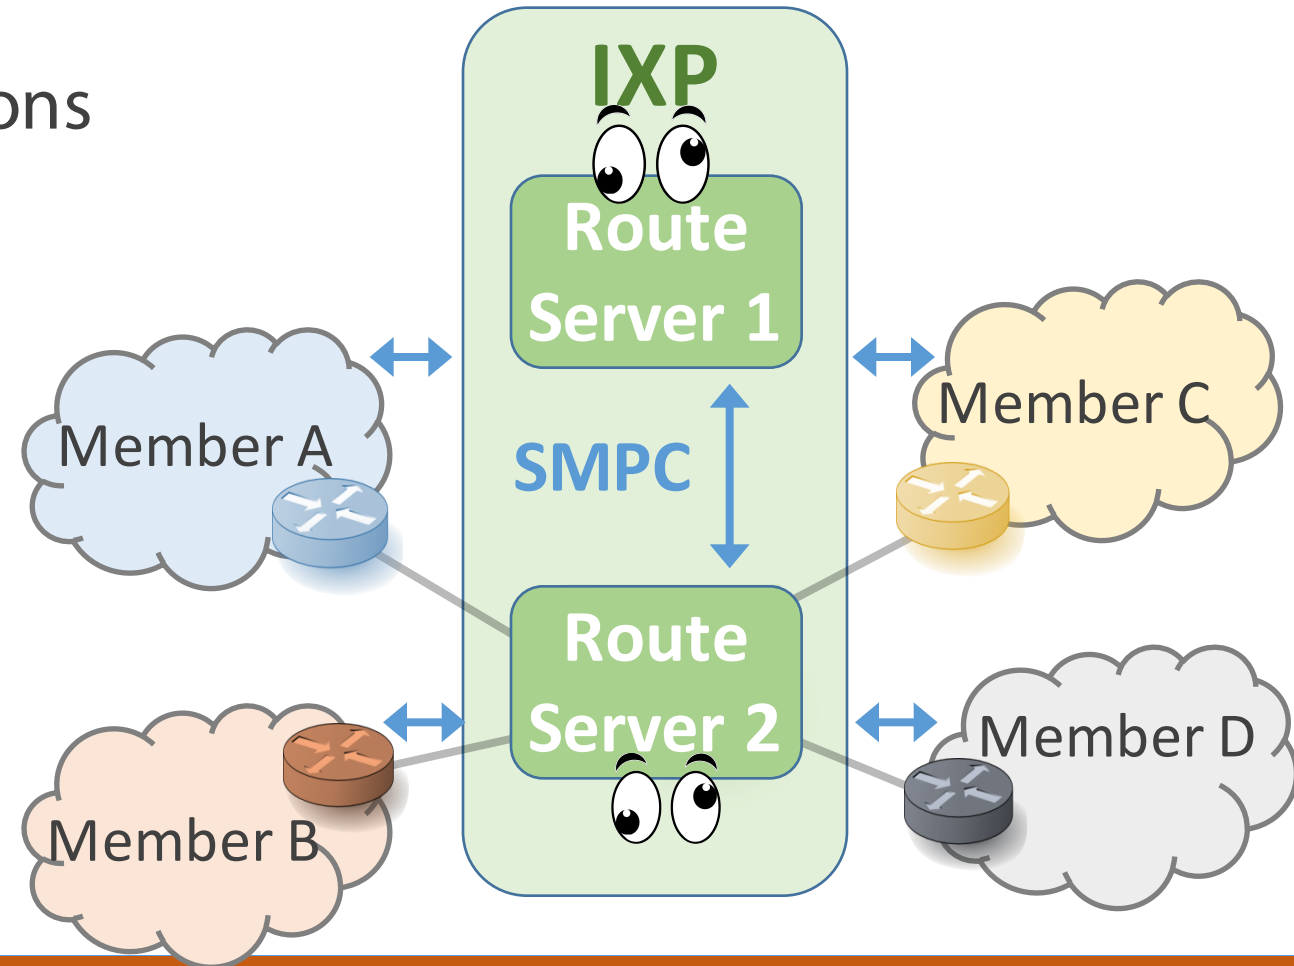 ons
IXP
Route
Server 1
Member A
Member C
SMPC
Route
Server 2
Member B
Member D